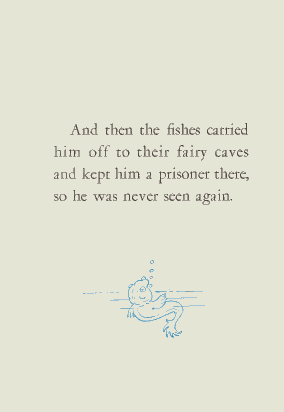 And then the fishes carried
him off to their fairy caves
and kept him a prisoner there,
so he was never seen again.